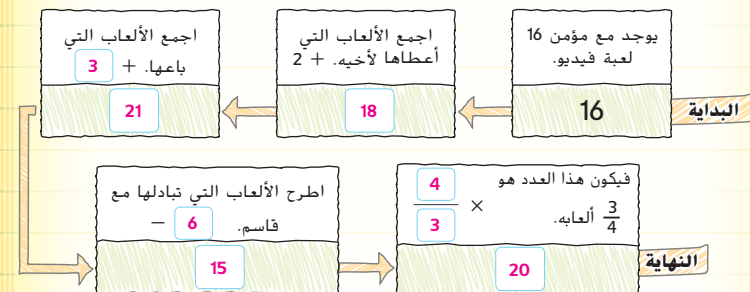 البداية
يوجد مع مؤمن 16
لعبة فيديو.
16
اجمع الألعاب التي
أعطاها لأخيه. + 2
18
اجمع الألعاب التي
باعها. + 3
21
اطرح الألعاب التي تبادلها مع
قاسم. − 6
15
فيكون هذا العدد هو
3/4 ألعابه. × 4/3
20
النهاية